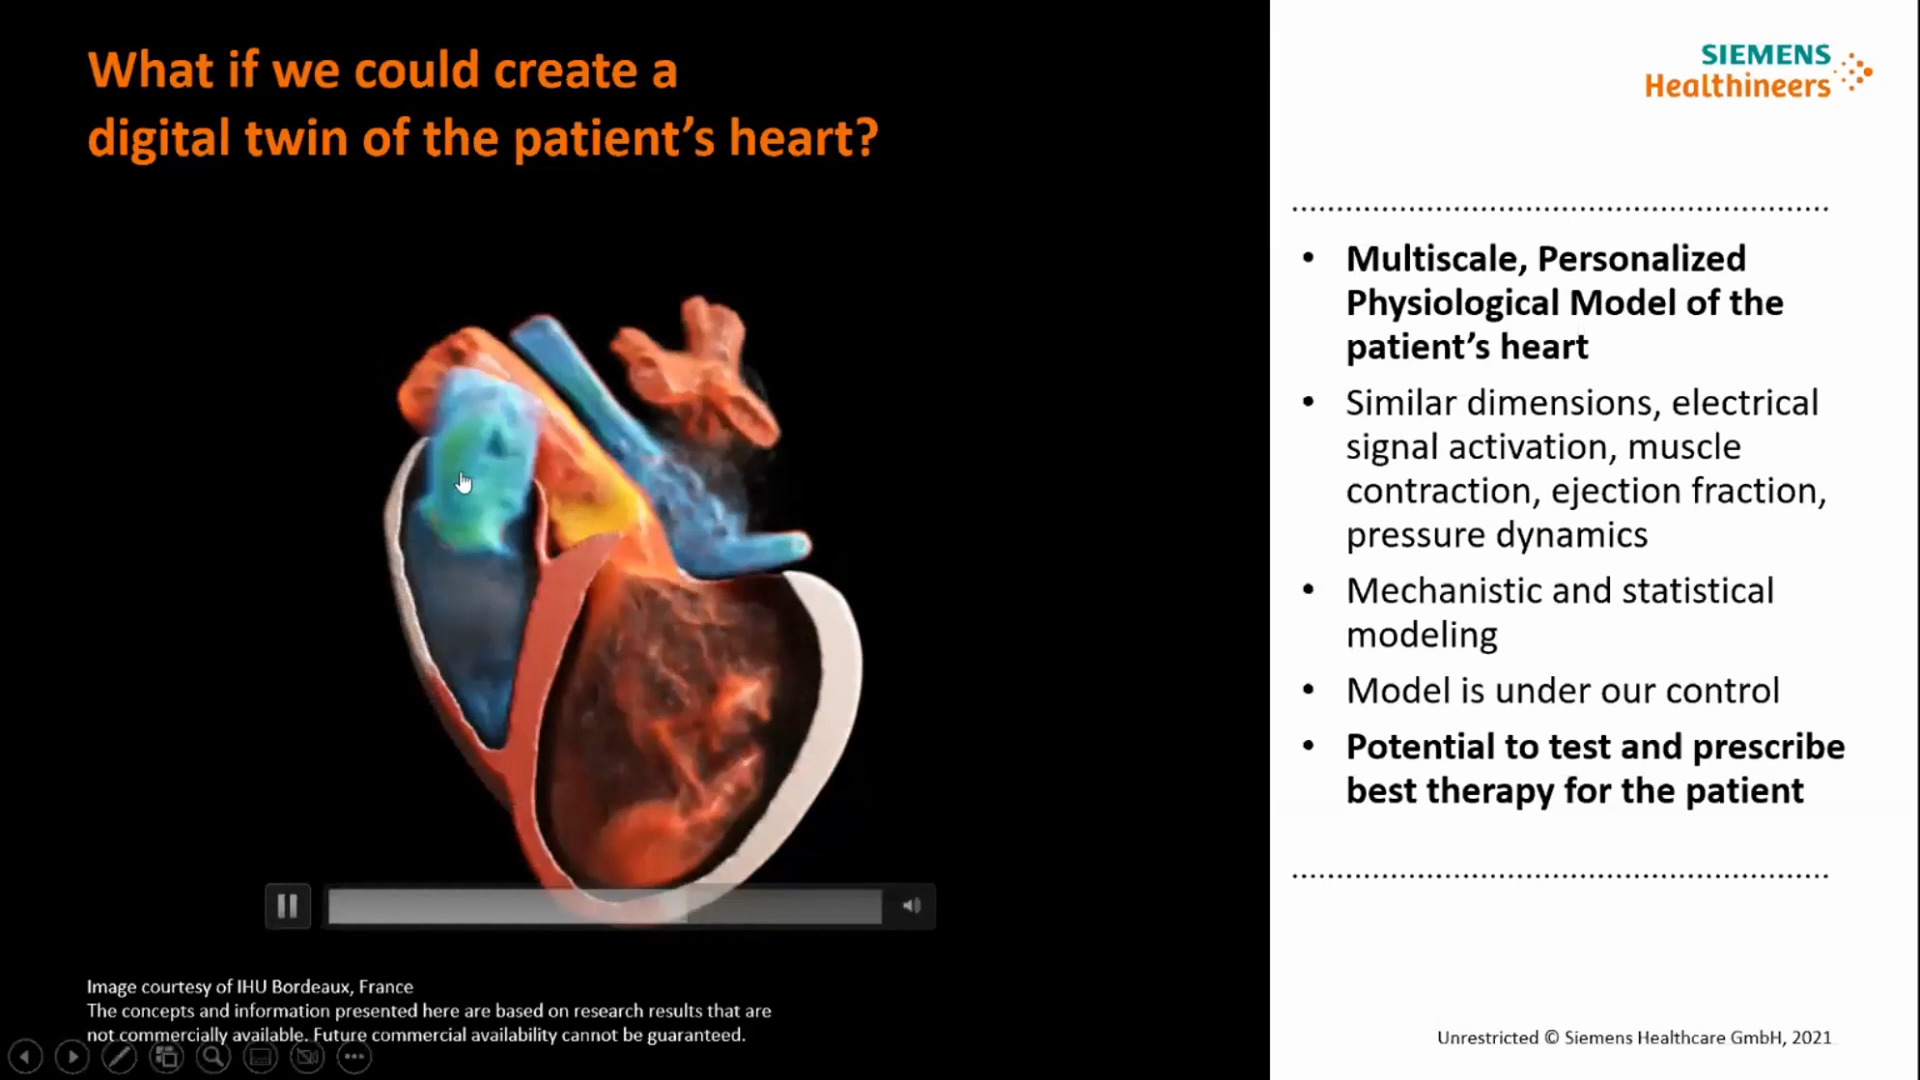 What if we could create a
digital twin of the patient’s heart?
SIEMENS
Healthineers
• Multiscale, Personalized
Physiological Model of the
patient’s heart
• Similar dimensions, electrical
signal activation, muscle
contraction, ejection fraction,
pressure dynamics
• Mechanistic and statistical
modeling
• Model is under our control
• Potential to test and prescribe
best therapy for the patient
Image courtesy of IHU Bordeaux, France
The concepts and information presented here are based on research results that are
not commercially available. Future commercial availability cannot be guaranteed.
Unrestricted © Siemens Healthcare GmbH, 2021